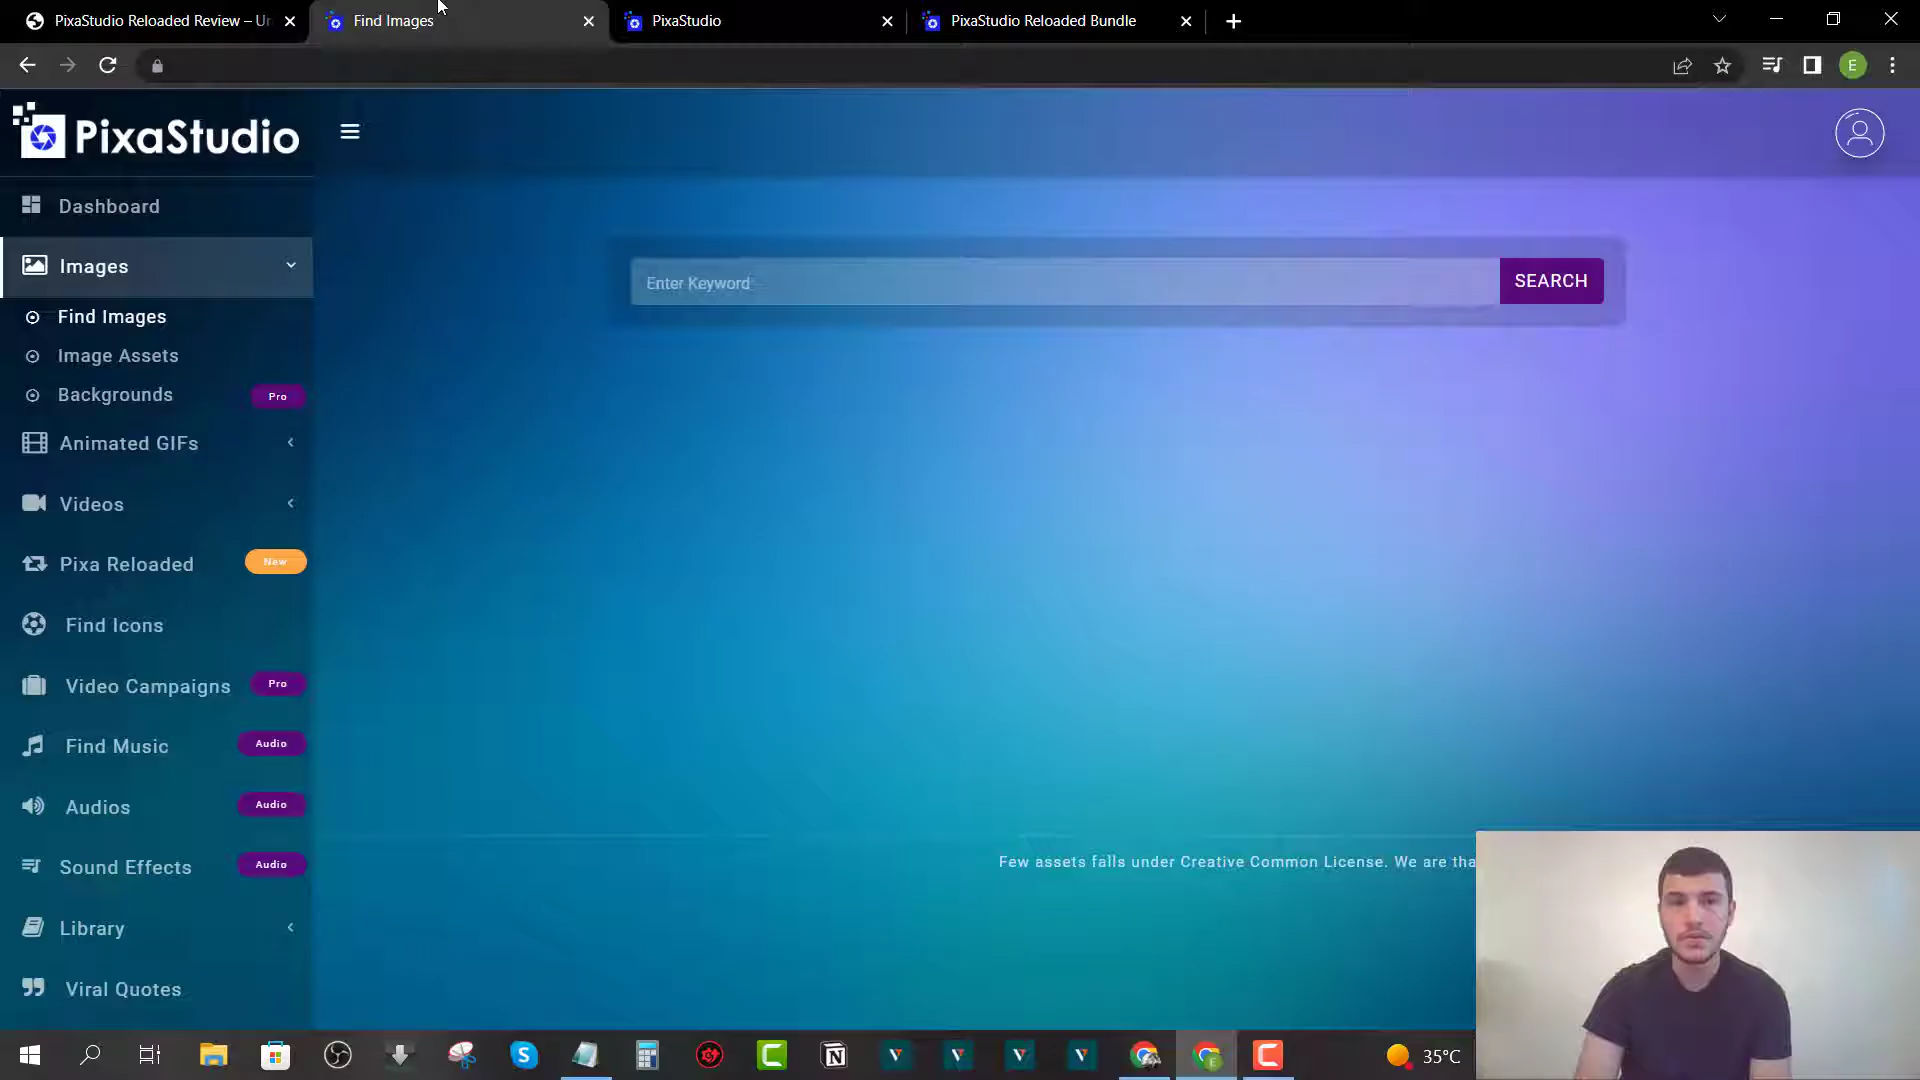 PixaStudio Reloaded Review – Un
Find Images
PixaStudio
PixaStudio Reloaded Bundle
E
PixaStudio
Dashboard
Images
Find Images
Image Assets
Backgrounds
Pro
Animated GIFs
Videos
Pixa Reloaded
New
Find Icons
Video Campaigns
Pro
Find Music
Audio
Audios
Audio
Sound Effects
Audio
Library
Viral Quotes
Enter Keyword
SEARCH
Few assets falls under Creative Common License. We are tha
35°C